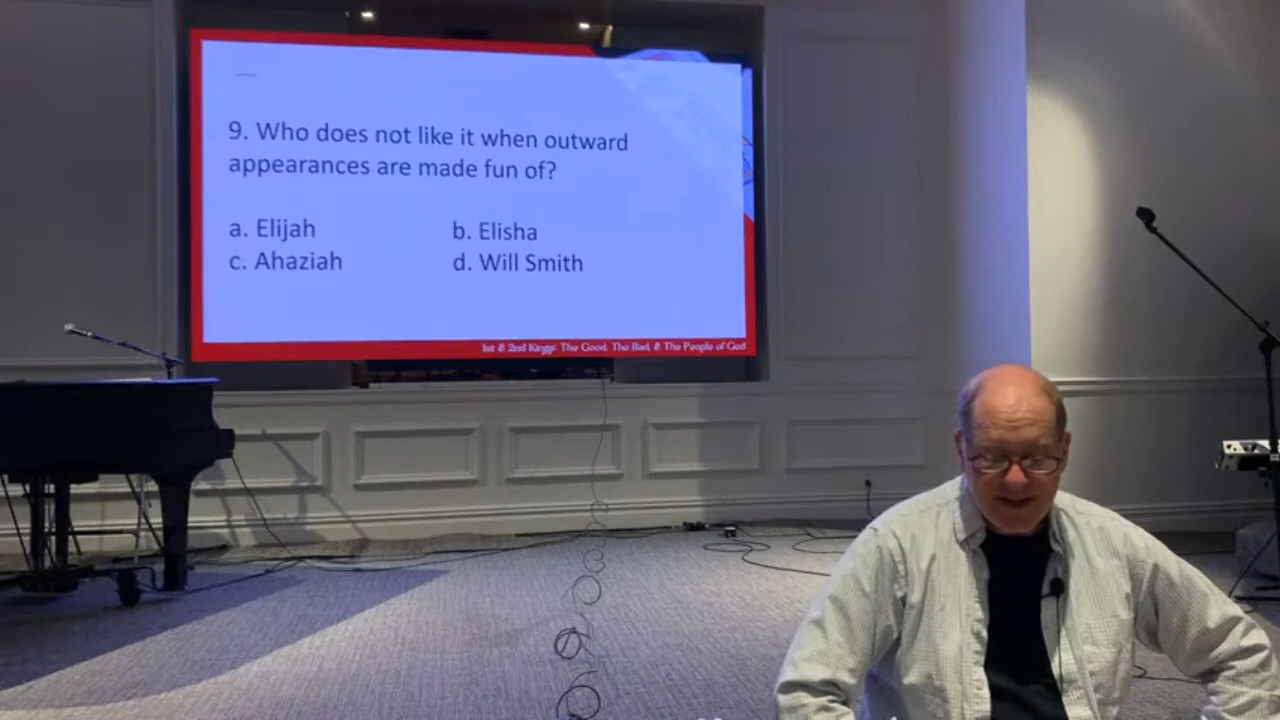 9. Who does not like it when outward
appearances are made fun of?
a. Elijah b. Elisha
c. Ahaziah d. Will Smith
1st & 2nd Kings: The Good, The Bad, & The People of God